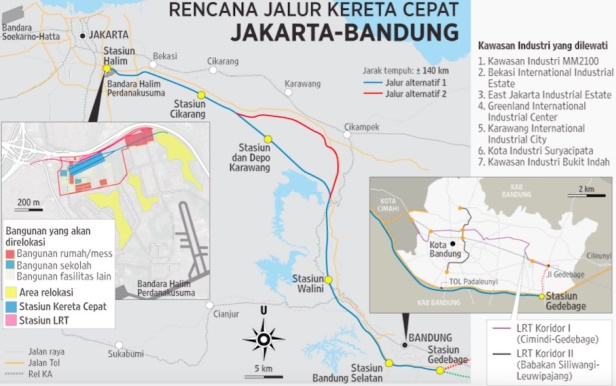 RENCANA JALUR KERETA CEPAT
JAKARTA-BANDUNG
Bandara
Soekarno-Hatta
JAKARTA
Stasiun
Halim
Bekasi
Cikarang
Bandara Halim
Perdanakusuma
Stasiun
Cikarang
Karawang
Jarak tempuh: ± 140 km
Jalur alternatif 1
Jalur alternatif 2
Cikampek
Stasiun
dan Depo
Karawang
Kawasan Industri yang dilewati
1. Kawasan Industri MM2100
2. Bekasi International Industrial
Estate
3. East Jakarta Industrial Estate
4. Greenland International
Industrial Center
5. Karawang International
Industrial City
6. Kota Industri Suryacipata
7. Kawasan Industri Bukit Indah
200 m
Bangunan yang akan
direlokasi
Bangunan rumah/mess
Bangunan sekolah
Bangunan fasilitas lain
Area relokasi
Stasiun Kereta Cepat
Stasiun LRT
Bandara Halim
Perdanakusuma
Jalan raya
Jalan Tol
Rel KA
Sukabumi
Cianjur
U
5 km
Stasiun
Walini
BANDUNG
Stasiun
Gedebage
Stasiun
Bandung Selatan
KAB
BANDUNG
2 km
KOTA
CIMAHI
Kota
Bandung
Cileunyi
Jl Gedebage
TOL Padaleunyi
KAB BANDUNG
Stasiun
Gedebage
LRT Koridor I
(Cimindi-Gedebage)
LRT Koridor II
(Babakan Siliwangi-
Leuwipajang)